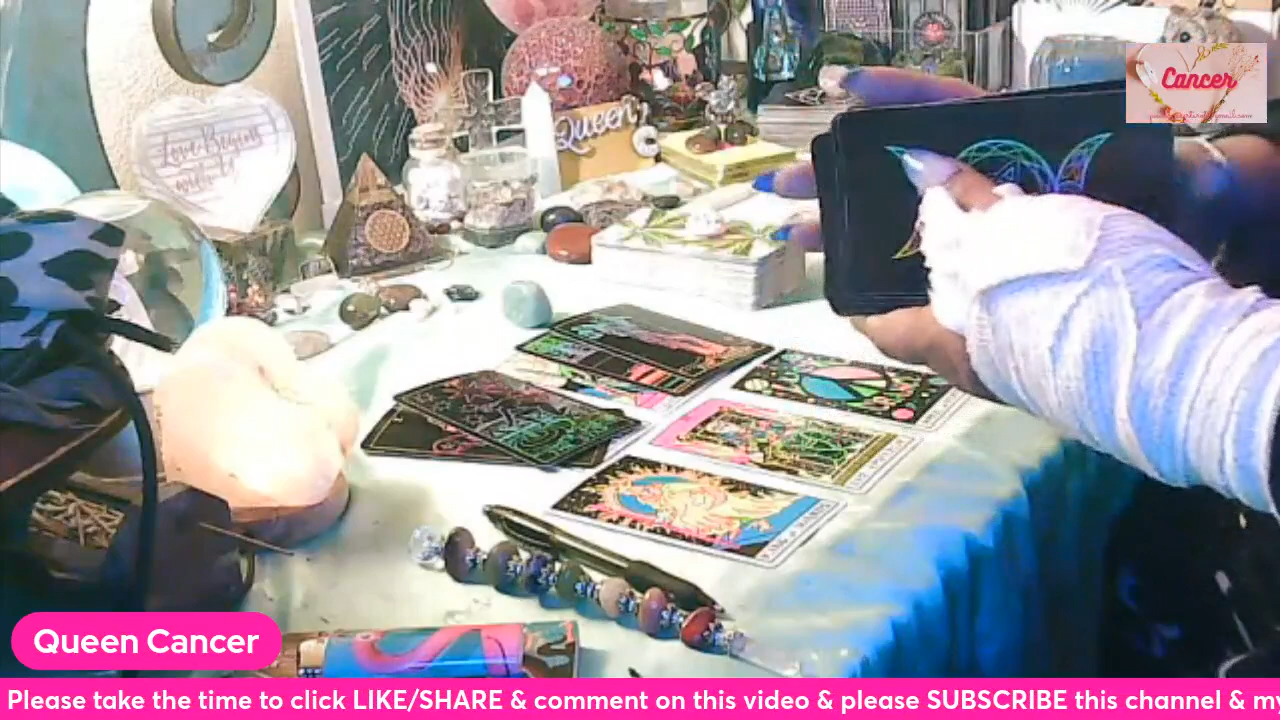 Cancer
Love Begins
within
Queen
Queen Cancer
Please take the time to click LIKE/SHARE & comment on this video & please SUBSCRIBE this channel & my